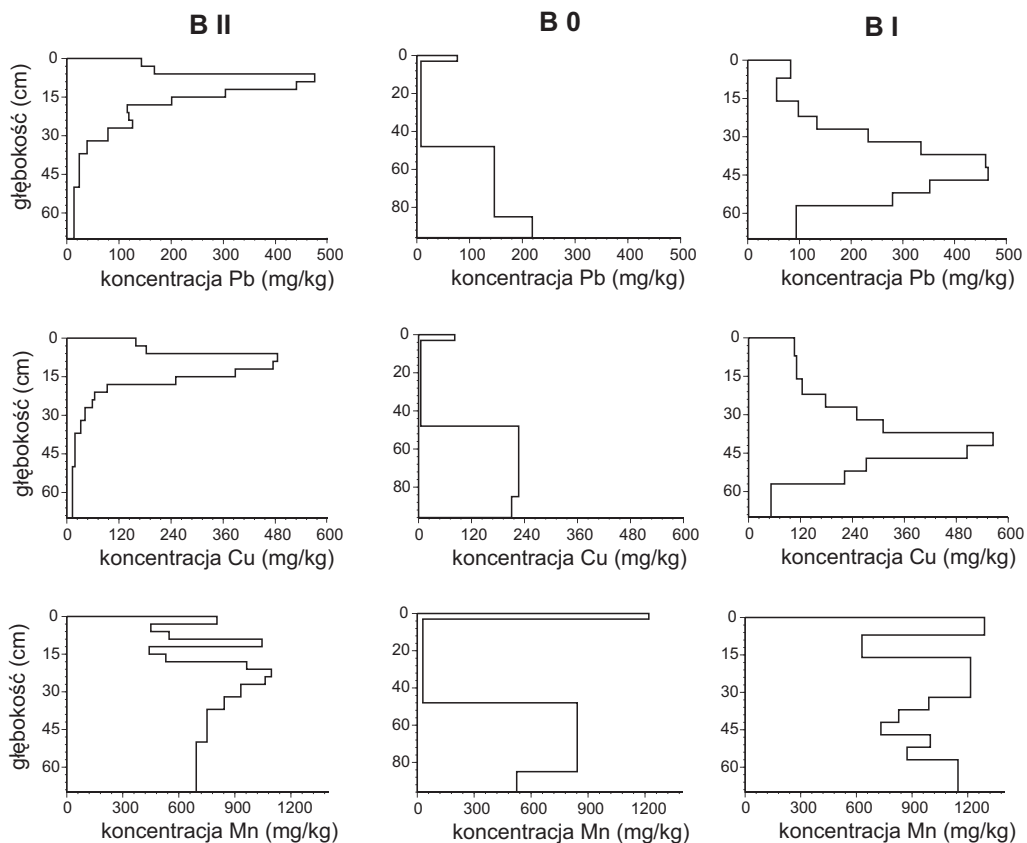 B II
B 0
B I
głębokość (cm)
0
15
30
45
60
0 100 200 300 400 500
koncentracja Pb (mg/kg)
0
20
40
60
80
0 100 200 300 400 500
koncentracja Pb (mg/kg)
0
15
30
45
60
0 100 200 300 400 500
koncentracja Pb (mg/kg)
głębokość (cm)
0
15
30
45
60
0 120 240 360 480 600
koncentracja Cu (mg/kg)
0
20
40
60
80
0 120 240 360 480 600
koncentracja Cu (mg/kg)
0
15
30
45
60
0 120 240 360 480 600
koncentracja Cu (mg/kg)
głębokość (cm)
0
15
30
45
60
0 300 600 900 1200
koncentracja Mn (mg/kg)
0
20
40
60
80
0 300 600 900 1200
koncentracja Mn (mg/kg)
0
15
30
45
60
0 300 600 900 1200
koncentracja Mn (mg/kg)